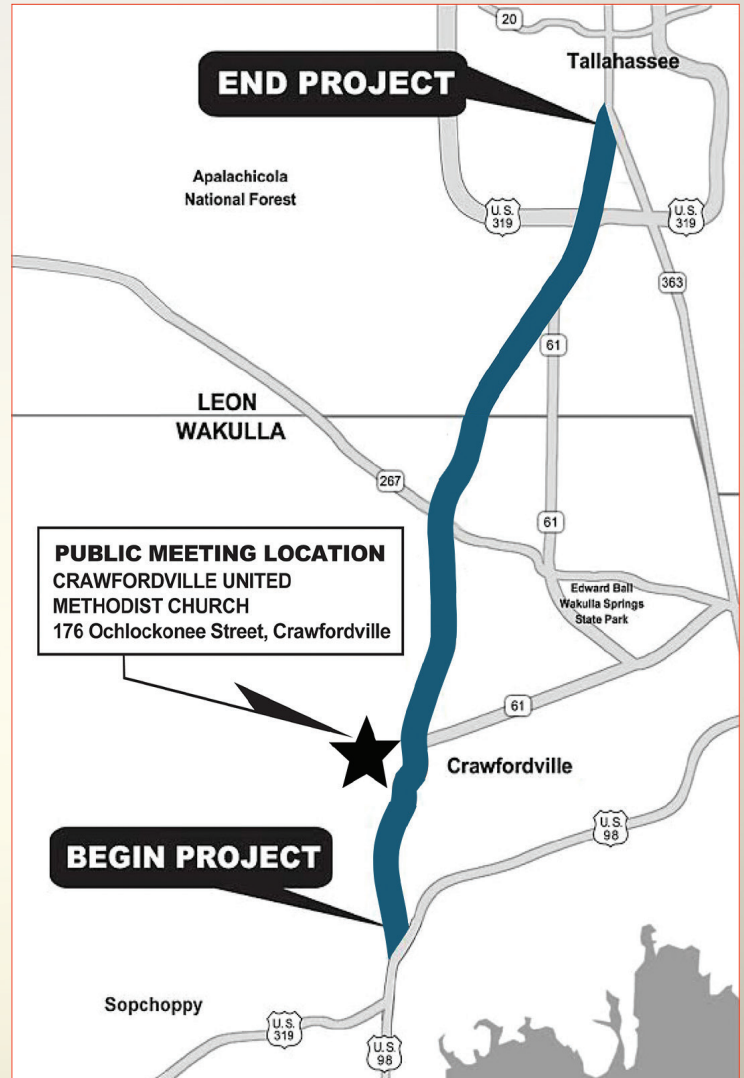 20
Tallahassee
END PROJECT
Apalachicola
National Forest
U.S.
319
U.S.
319
363
61
LEON
WAKULLA
267
61
PUBLIC MEETING LOCATION
CRAWFORDVILLE UNITED
METHODIST CHURCH
176 Ochlockonee Street, Crawfordville
Edward Ball
Wakulla Springs
State Park
61
Crawfordville
U.S.
98
BEGIN PROJECT
Sopchoppy
U.S.
319
U.S.
98